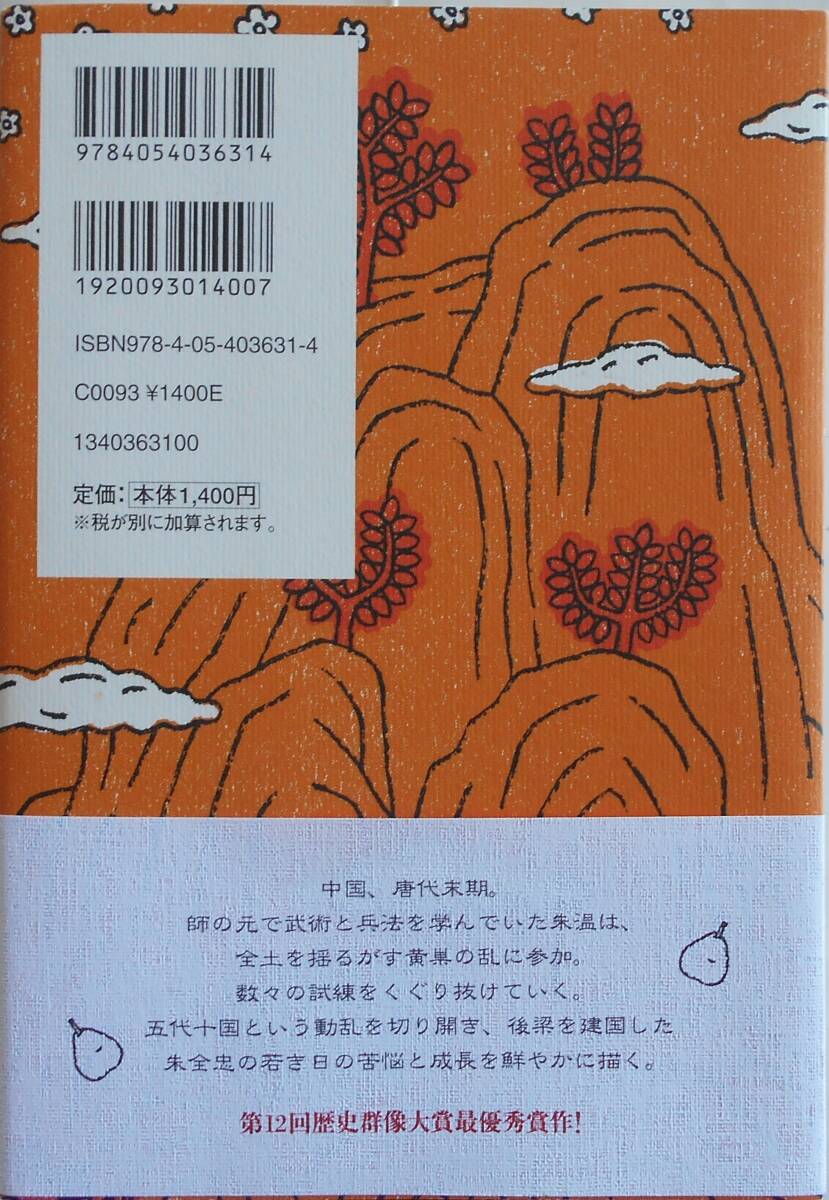 9784054036314
1920093014007
ISBN978-4-05-403631-4
C0093 ¥1400E
1340363100
定価：本体1,400円
※税が別に加算されます。
中国、唐代末期。
師の元で武術と兵法を学んでいた朱温は、
全土を揺るがす黄巣の乱に参加。
数々の試練をくぐり抜けていく。
五代十国という動乱を切り開き、後梁を建国した
朱全忠の若き日の苦悩と成長を鮮やかに描く。
第12回歴史群像大賞最優秀賞作!